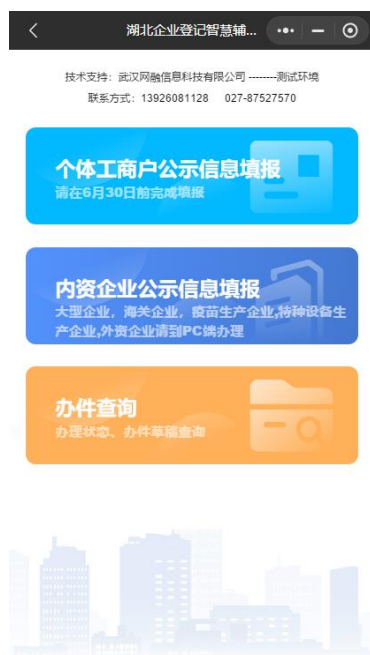 湖北企业登记智慧辅...
技术支持：武汉网融信息科技有限公司 --------测试环境
联系方式：13926081128 027-87527570
个体工商户公示信息填报
请在6月30日前完成填报
内资企业公示信息填报
大型企业，海关企业，疫苗生产企业,特种设备生
产企业,外资企业请到PC端办理
办件查询
办理状态、办件草稿查询